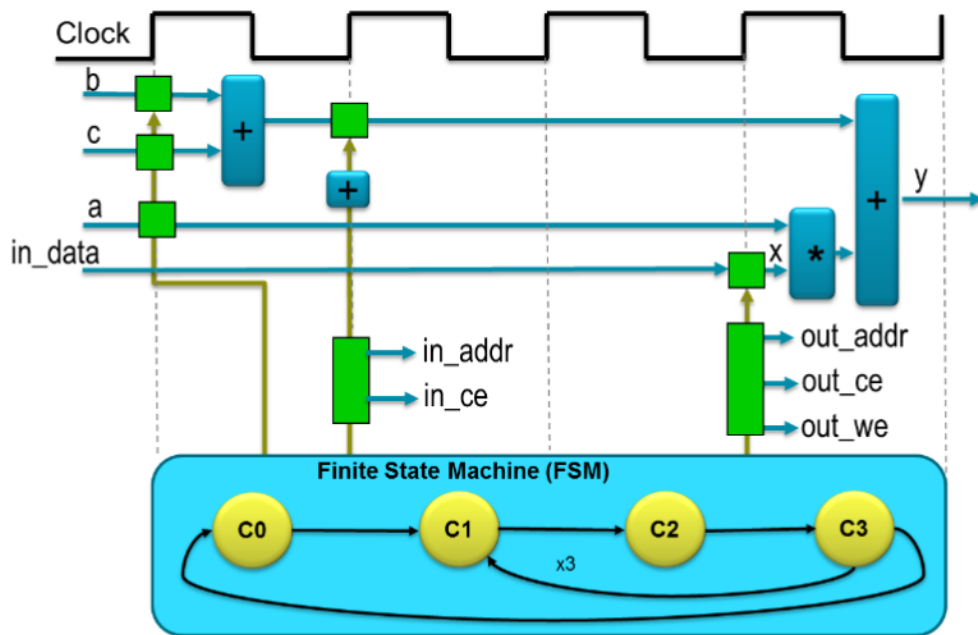 Clock
b
+
c
+
a
in_data
x
*
+
y
in_addr
in_ce
out_addr
out_ce
out_we
Finite State Machine (FSM)
C0
C1
C2
C3
x3